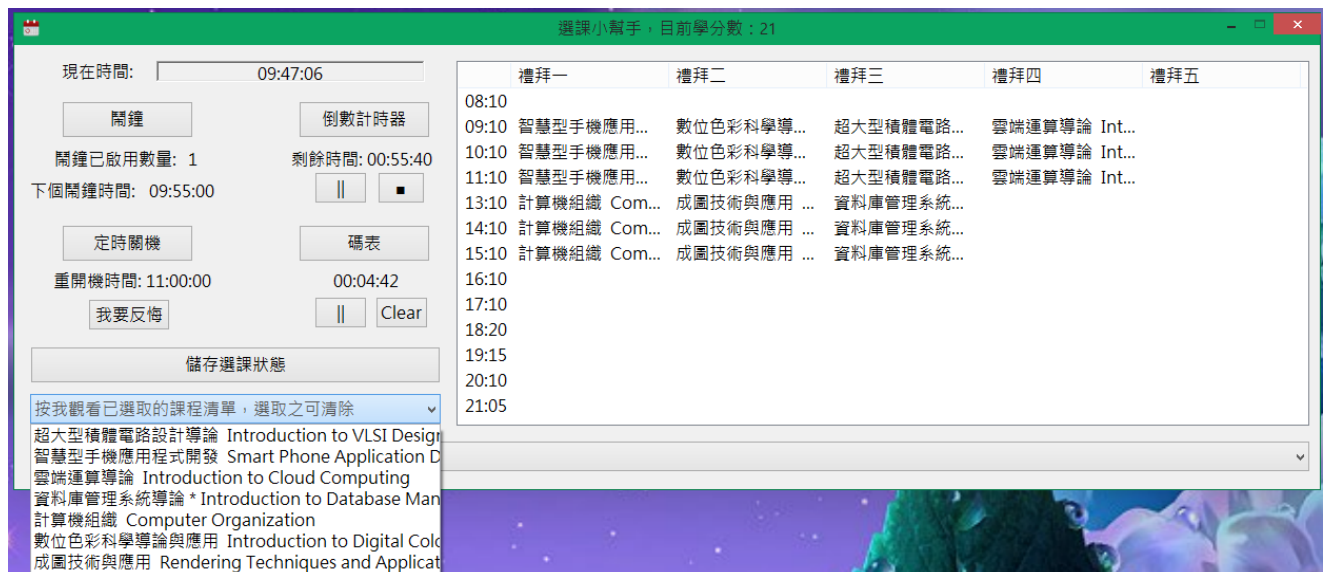 選課小幫手，目前學分數：21
現在時間: 09:47:06
鬧鐘 倒數計時器
鬧鐘已啟用數量: 1 剩餘時間: 00:55:40
下個鬧鐘時間: 09:55:00 || ■
定時關機 碼表
重開機時間: 11:00:00 00:04:42
我要反悔 || Clear
儲存選課狀態
按我觀看已選取的課程清單，選取之可清除
超大型積體電路設計導論 Introduction to VLSI Design
智慧型手機應用程式開發 Smart Phone Application D
雲端運算導論 Introduction to Cloud Computing
資料庫管理系統導論 * Introduction to Database Man
計算機組織 Computer Organization
數位色彩科學導論與應用 Introduction to Digital Colo
成圖技術與應用 Rendering Techniques and Applicat
禮拜一 禮拜二 禮拜三 禮拜四 禮拜五
08:10
09:10 智慧型手機應用... 數位色彩科學導... 超大型積體電路... 雲端運算導論 Int...
10:10 智慧型手機應用... 數位色彩科學導... 超大型積體電路... 雲端運算導論 Int...
11:10 智慧型手機應用... 數位色彩科學導... 超大型積體電路... 雲端運算導論 Int...
13:10 計算機組織 Com... 成圖技術與應用 ... 資料庫管理系統...
14:10 計算機組織 Com... 成圖技術與應用 ... 資料庫管理系統...
15:10 計算機組織 Com... 成圖技術與應用 ... 資料庫管理系統...
16:10
17:10
18:20
19:15
20:10
21:05